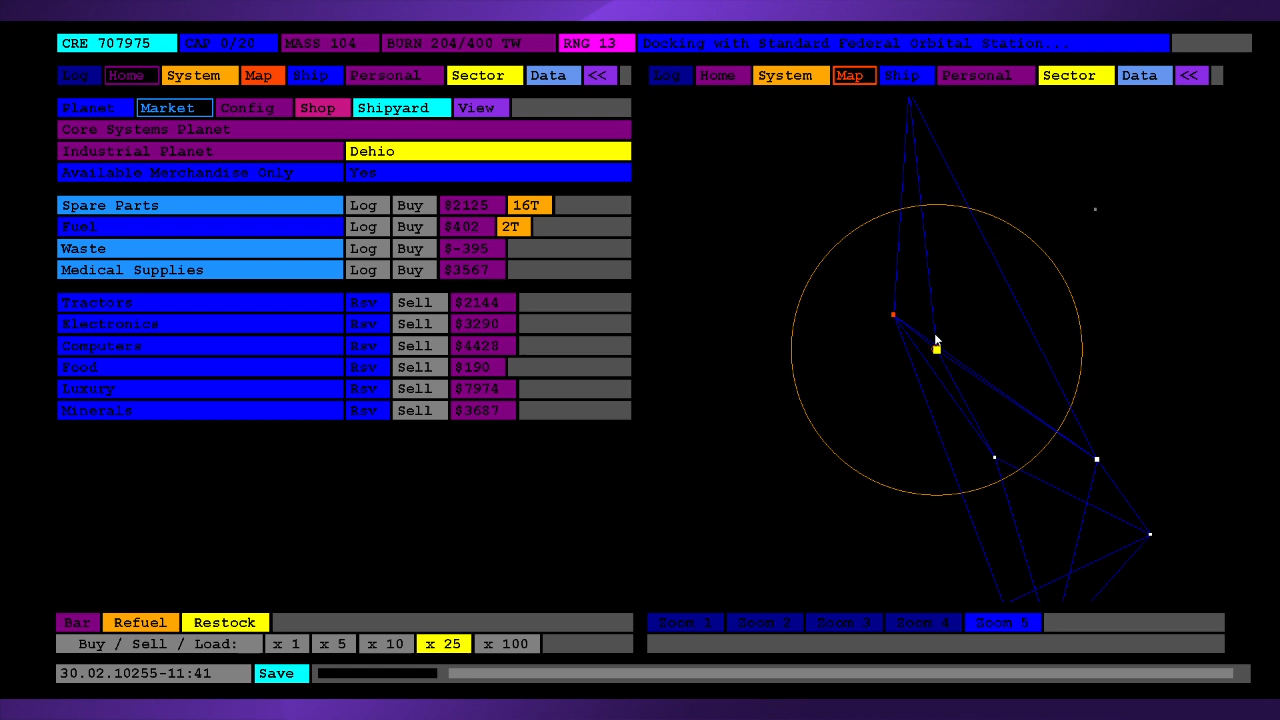 CRE 707975 CAP 0/20 MASS 104 BURN 204/400 TW RNG 13 Docking with Standard Federal Orbital Station...
Log Home System Map Ship Personal Sector Data << Log Home System Map Ship Personal Sector Data <<
Planet Market Config Shop Shipyard View
Core Systems Planet
Industrial Planet Dehio
Available Merchandise Only Yes
Spare Parts Log Buy $2125 16T
Fuel Log Buy $402 2T
Waste Log Buy $-395
Medical Supplies Log Buy $3567
Tractors Rsv Sell $2144
Electronics Rsv Sell $3290
Computers Rsv Sell $4428
Food Rsv Sell $190
Luxury Rsv Sell $7974
Minerals Rsv Sell $3687
Bar Refuel Restock Zoom 1 Zoom 2 Zoom 3 Zoom 4 Zoom 5
Buy / Sell / Load: x 1 x 5 x 10 x 25 x 100
30.02.10255-11:41 Save